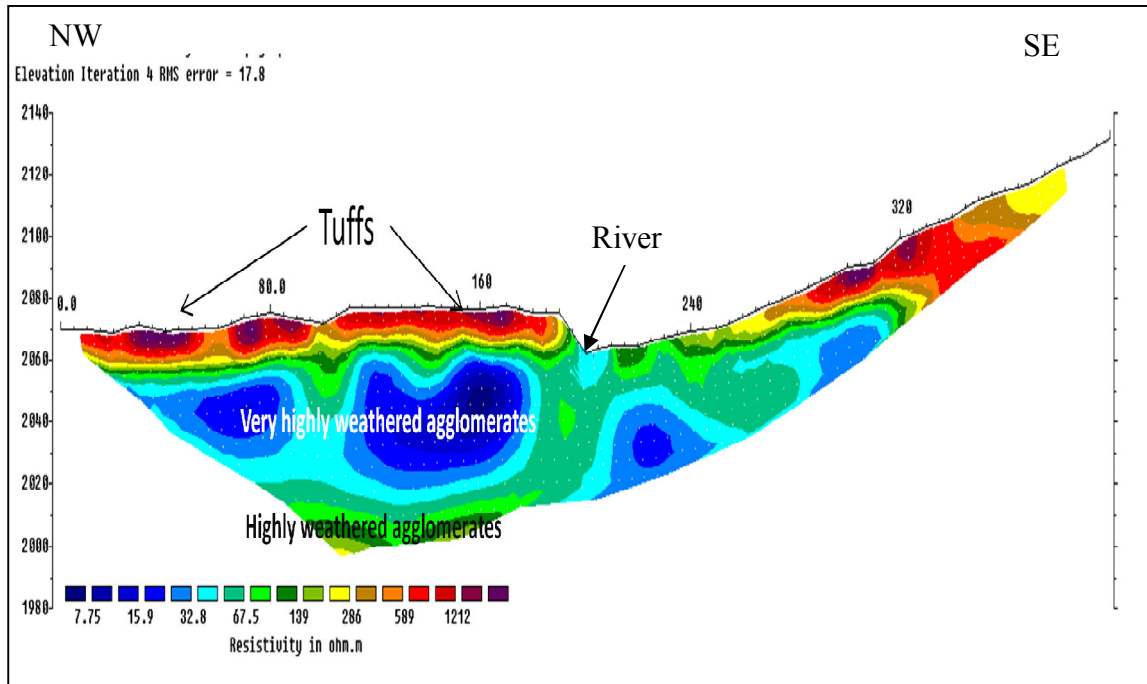 NW
SE
Elevation Iteration 4 RMS error = 17.8
2140
2120
2100
2080
2060
2040
2020
2000
1980
Tuffs
River
0.0
80.0
160
240
320
Very highly weathered agglomerates
Highly weathered agglomerates
7.75 15.9 32.8 67.5 139 286 589 1212
Resistivity in ohm.m